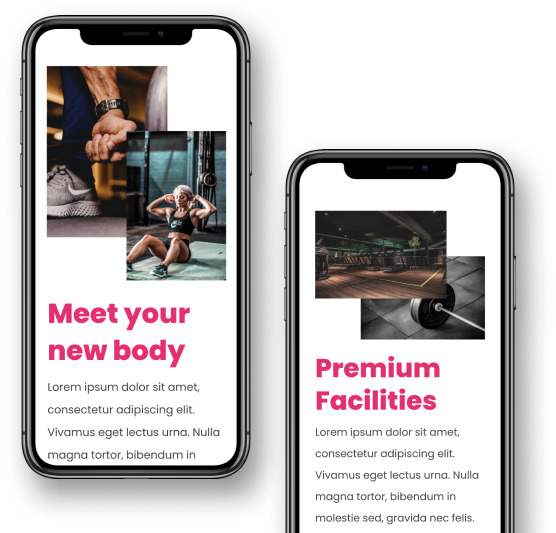 Meet your
new body
Lorem ipsum dolor sit amet,
consectetur adipiscing elit.
Vivamus eget lectus urna. Nulla
magna tortor, bibendum in
Premium
Facilities
Lorem ipsum dolor sit amet,
consectetur adipiscing elit.
Vivamus eget lectus urna. Nulla
magna tortor, bibendum in
molestie sed, gravida nec felis.